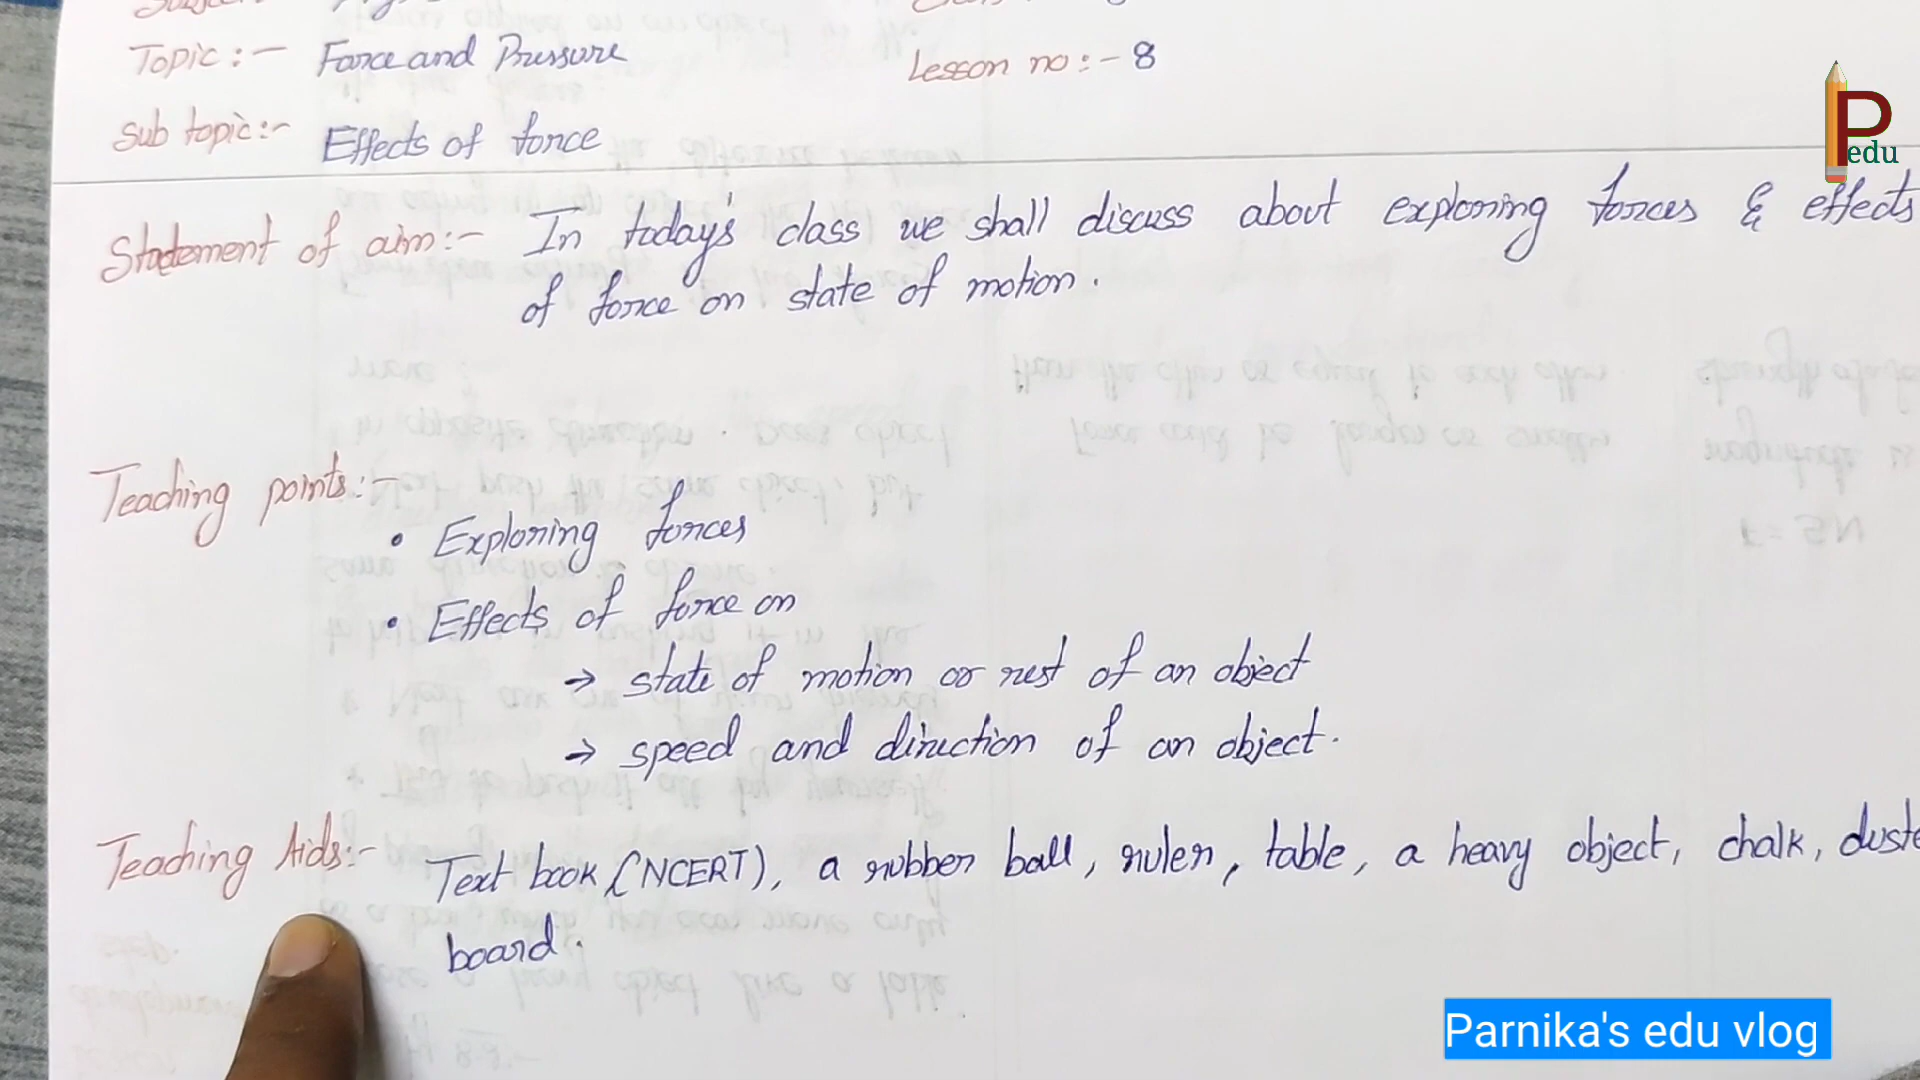 Topic:- Force and Pressure Lesson no:- 8
Sub topic:- Effects of force
Statement of aim:- In today's class we shall discuss about exploring forces & effects
of force on state of motion.
Teaching points:-
• Exploring forces
• Effects of force on
→ state of motion or rest of an object
→ speed and direction of an object.
Teaching Aids:- Text book (NCERT), a rubber ball, ruler, table, a heavy object, chalk, duste
board.
P
edu
Parnika's edu vlog